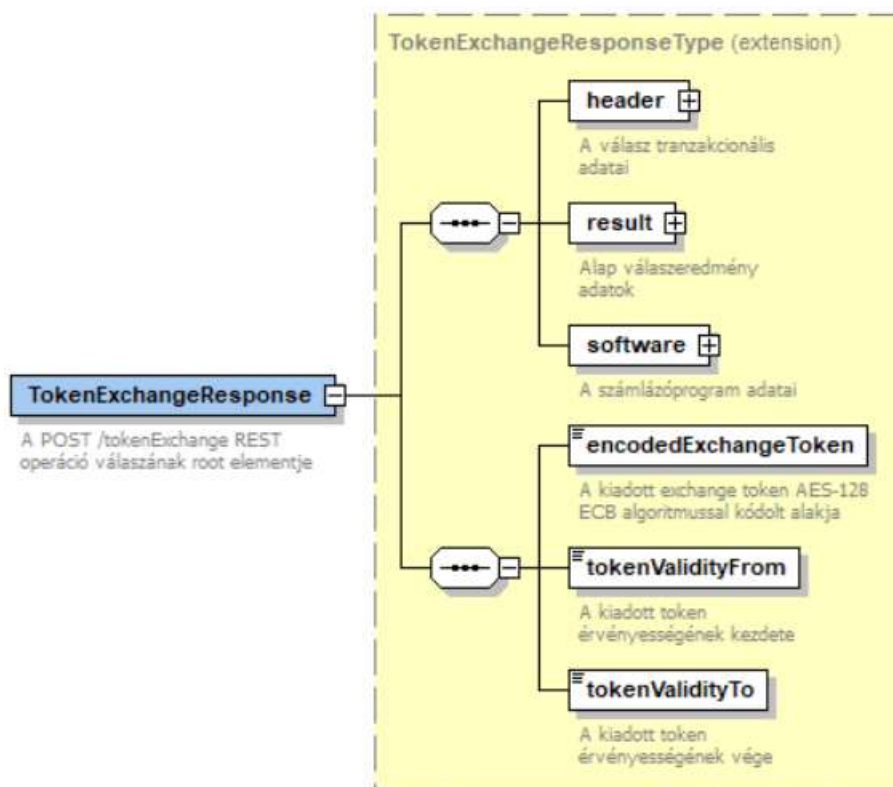 TokenExchangeResponseType (extension)
header
A válasz tranzakcionális
adatai
result
Alap válaszeredmény
adatok
software
A számlázóprogram adatai
TokenExchangeResponse
A POST /tokenExchange REST
operáció válaszának root elementje
encodedExchangeToken
A kiadott exchange token AES-128
ECB algoritmussal kódolt alakja
tokenValidityFrom
A kiadott token
érvényességének kezdete
tokenValidityTo
A kiadott token
érvényességének vége